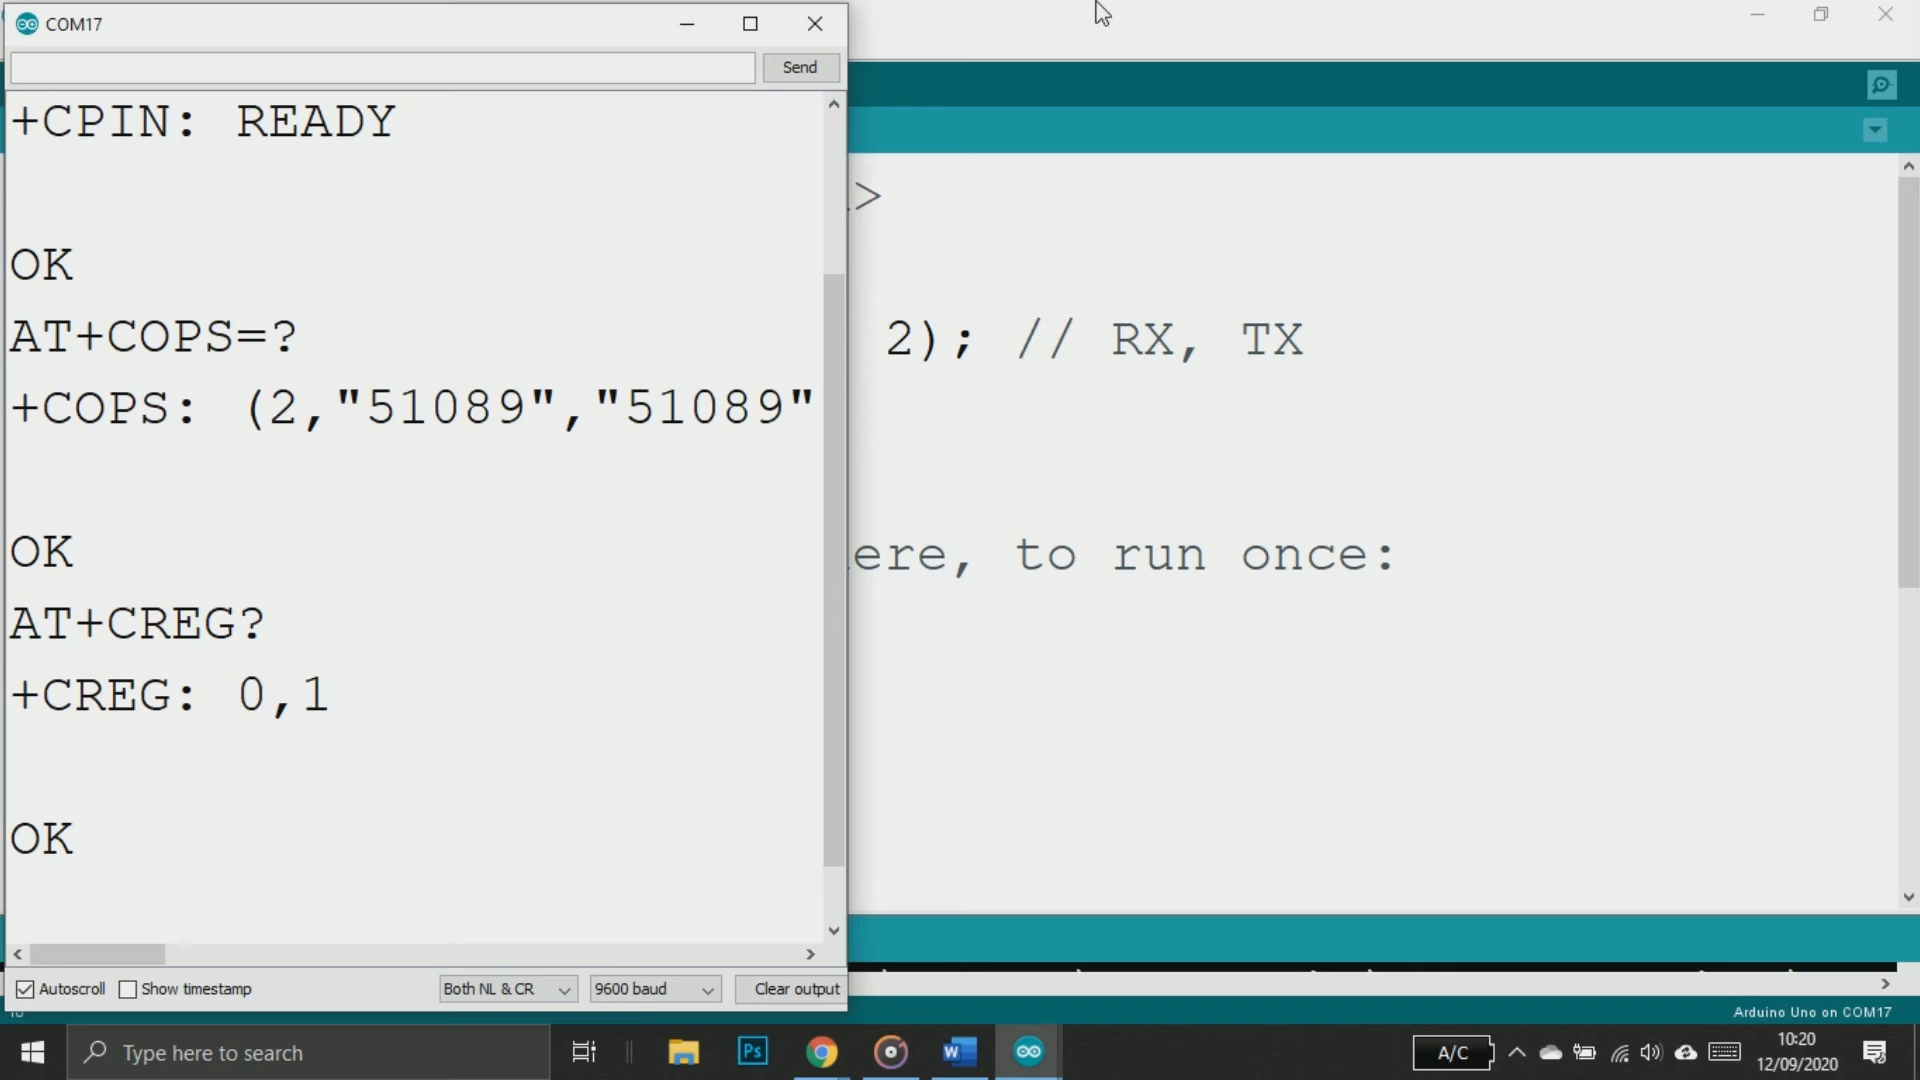 COM17
Send
+CPIN: READY
OK
AT+COPS=?
+COPS: (2,"51089","51089"
OK
AT+CREG?
+CREG: 0,1
OK
Autoscroll
Show timestamp
Both NL & CR
9600 baud
Clear output
>
2); // RX, TX
ere, to run once:
Arduino Uno on COM17
Type here to search
Ps
W
A/C
10:20
12/09/2020